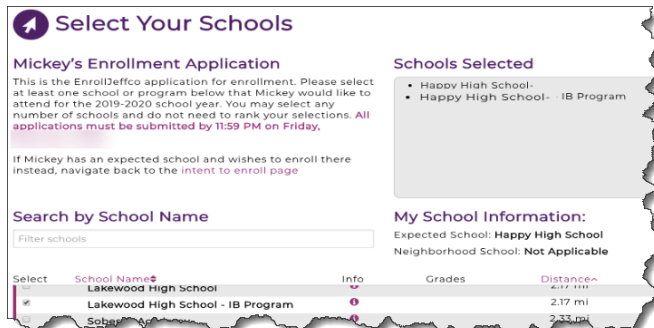 Select Your Schools
Mickey's Enrollment Application
This is the EnrollJeffco application for enrollment. Please select
at least one school or program below that Mickey would like to
attend for the 2019-2020 school year. You may select any
number of schools and do not need to rank your selections. All
applications must be submitted by 11:59 PM on Friday,
If Mickey has an expected school and wishes to enroll there
instead, navigate back to the intent to enroll page
Schools Selected
Happy High School-
Happy High School- - IB Program
Search by School Name
Filter schools
My School Information:
Expected School: Happy High School
Neighborhood School: Not Applicable
Select School Name Info Grades Distance
Lakewood High School 2.17 mi
Lakewood High School - IB Program 2.17 mi
2.33 mi